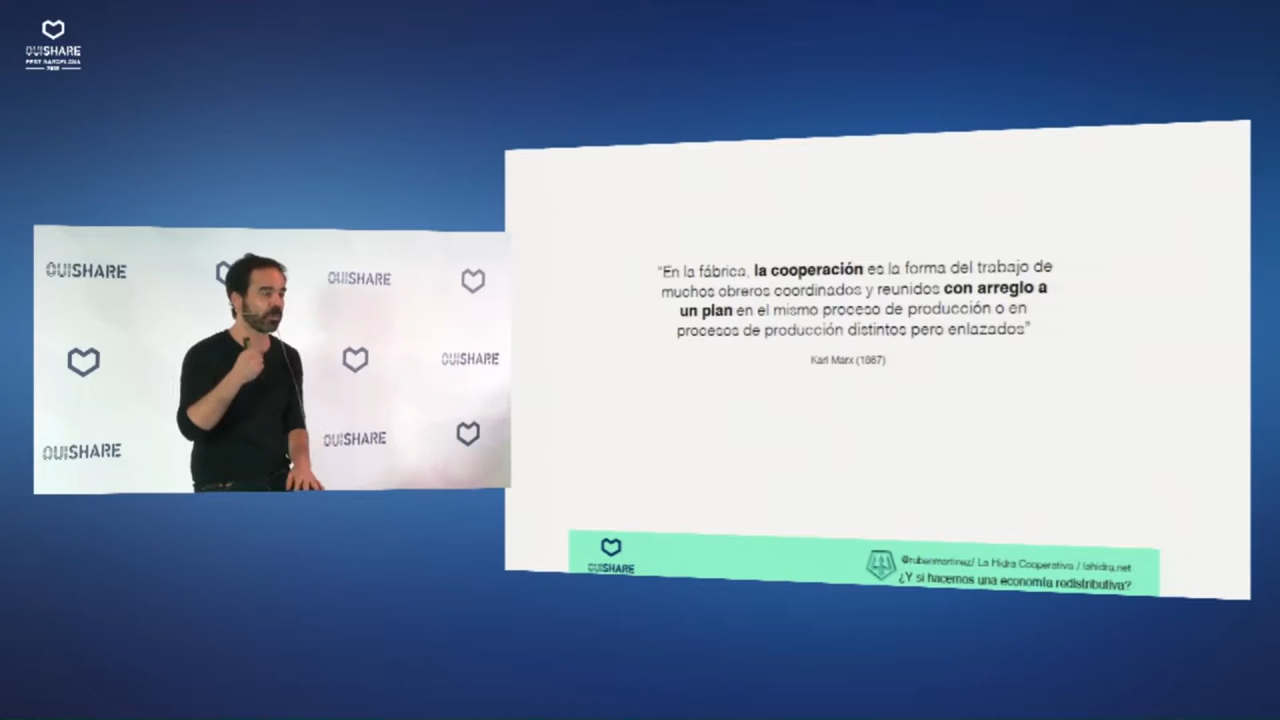 OUISHARE
FEST BARCELONA
OUISHARE
OUISHARE
OUISHARE
OUISHARE
OUISHARE
"En la fábrica, la cooperación es la forma del trabajo de
muchos obreros coordinados y reunidos con arreglo a
un plan en el mismo proceso de producción o en
procesos de producción distintos pero enlazados"
Karl Marx (1867)
OUISHARE
@rubenmartinez/ La Hidra Cooperativa / lahidra.net
¿Y si hacemos una economía redistributiva?